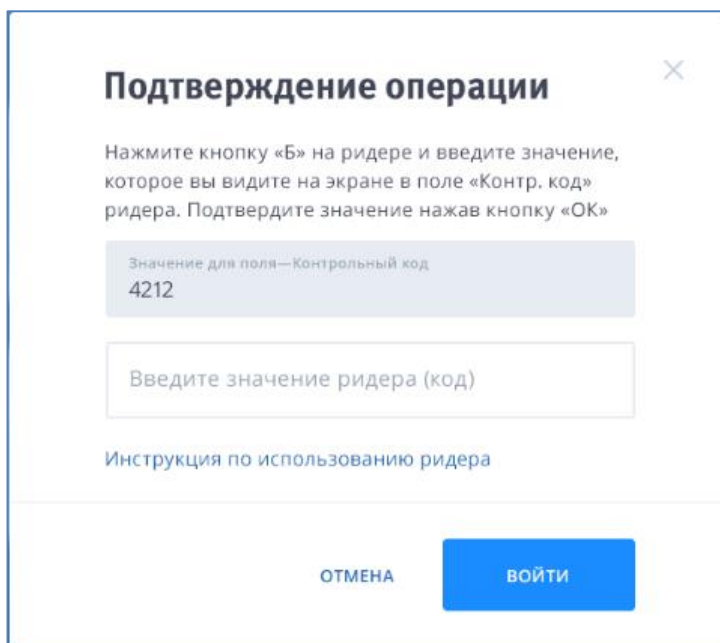 Подтверждение операции
Нажмите кнопку «Б» на ридере и введите значение,
которое вы видите на экране в поле «Контр. код»
ридера. Подтвердите значение нажав кнопку «ОК»
Значение для поля—Контрольный код
4212
Введите значение ридера (код)
Инструкция по использованию ридера
ОТМЕНА ВОЙТИ